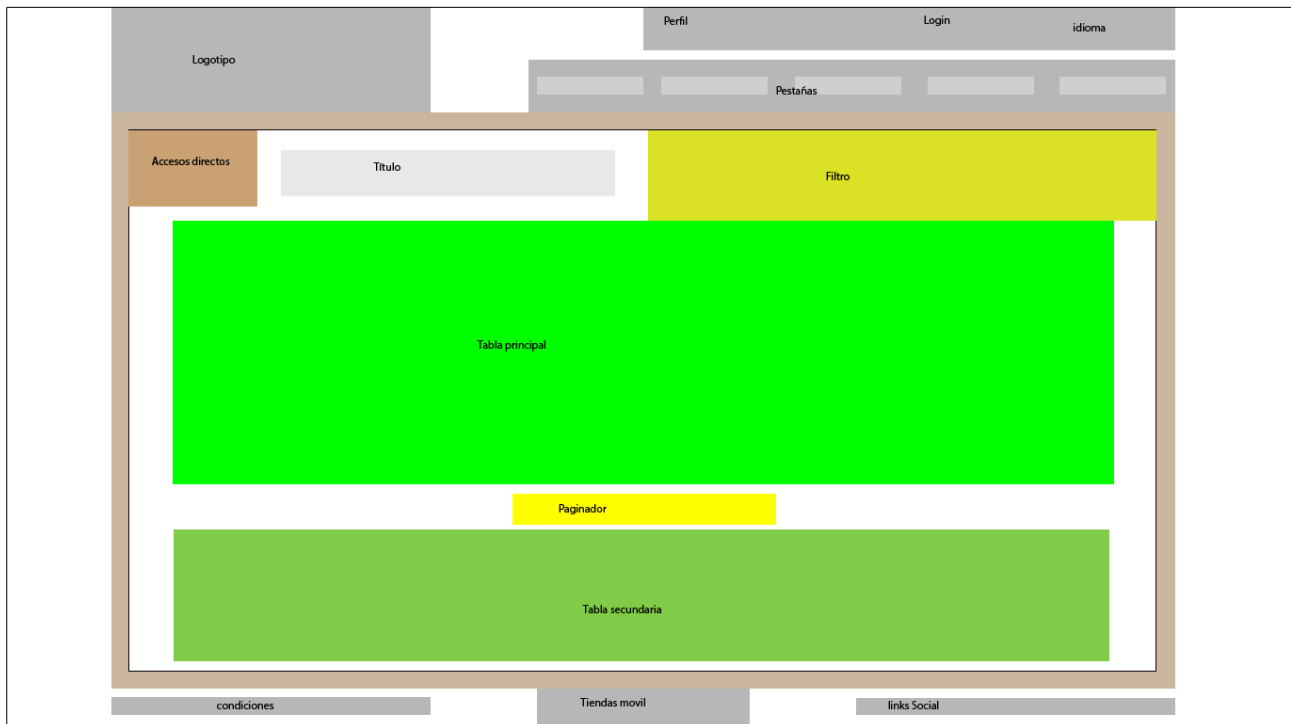 Perfil
Login
idioma
Logotipo
Pestañas
Accesos directos
Título
Filtro
Tabla principal
Paginador
Tabla secundaria
condiciones
Tiendas movil
links Social